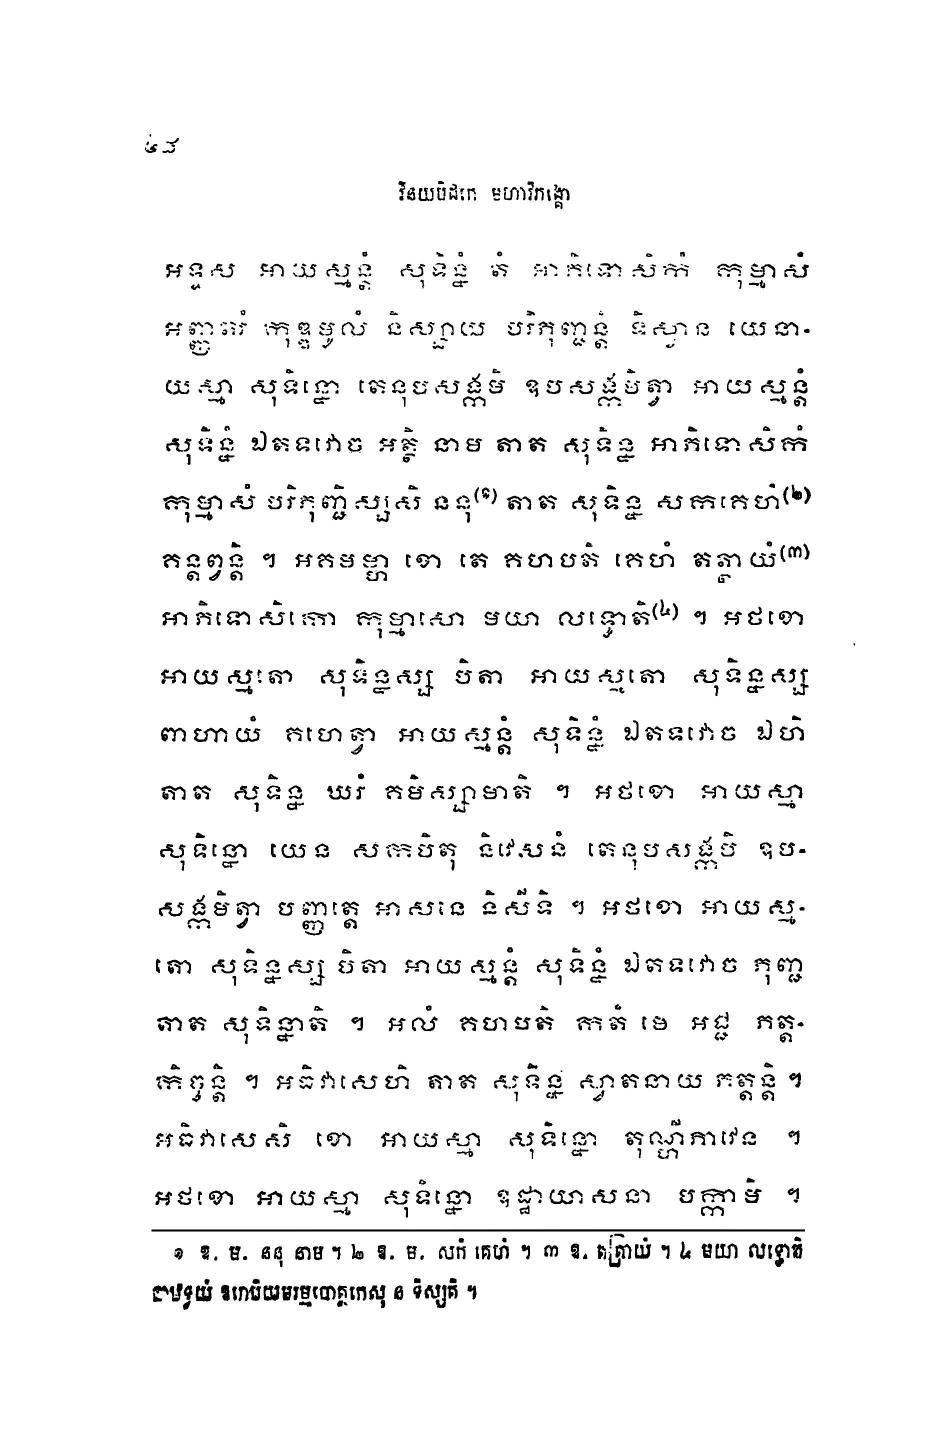 ៤៨
វិនយបិដកេ មហាវិភង្គោ
អទ្ទស អាយស្មន្តំ សុទិន្នំ តំ អាភិទោសិកំ កុម្មាសំ
អញ្ញតរំ កុឌ្ឌមូលំ និស្សាយ បរិភុញ្ជន្តំ ទិស្វាន យេនា-
យស្មា សុទិន្នោ តេនុបសង្កមិ ឧបសង្កមិត្វា អាយស្មន្តំ
សុទិន្នំ ឯតទវោច អត្ថិ នាម តាត សុទិន្ន អាភិទោសិកំ
កុម្មាសំ បរិភុញ្ជិស្សសិ ននុ(១) តាត សុទិន្ន សកគេហំ(២)
គន្តព្វន្តិ ។ អគមម្ហា ខោ តេ គហបតិ គេហំ តត្ថាយំ(៣)
អាភិទោសិកោ កុម្មាសោ មយា លទ្ធោតិ(៤) ។ អថខោ
អាយស្មតោ សុទិន្នស្ស បិតា អាយស្មតោ សុទិន្នស្ស
ពាហាយំ គហេត្វា អាយស្មន្តំ សុទិន្នំ ឯតទវោច ឯហិ
តាត សុទិន្ន ឃរំ គមិស្សាមាតិ ។ អថខោ អាយស្មា
សុទិន្នោ យេន សកបិតុ និវេសនំ តេនុបសង្កមិ ឧប-
សង្កមិត្វា បញ្ញត្តេ អាសនេ និសីទិ ។ អថខោ អាយស្ម-
តោ សុទិន្នស្ស បិតា អាយស្មន្តំ សុទិន្នំ ឯតទវោច ភុញ្ជ
តាត សុទិន្នាតិ ។ អលំ គហបតិ កតំ មេ អជ្ជ ភត្ត-
កិច្ចន្តិ ។ អធិវាសេហិ តាត សុទិន្ន ស្វាតនាយ ភត្តន្តិ ។
អធិវាសេសិ ខោ អាយស្មា សុទិន្នោ តុណ្ហីភាវេន ។
អថខោ អាយស្មា សុទិន្នោ ឧដ្ឋាយាសនា បក្កាមិ ។
១ ឱ. ម. ននុ នាម ។ ២ ឱ. ម. សកំ គេហំ ។ ៣ ឱ. តត្រាយំ ។ ៤ មយា លទ្ធោតិ
បាឋទ្វយំ ឧរោបិយមរម្មបោត្ថកេសុ ន ទិស្សតិ ។